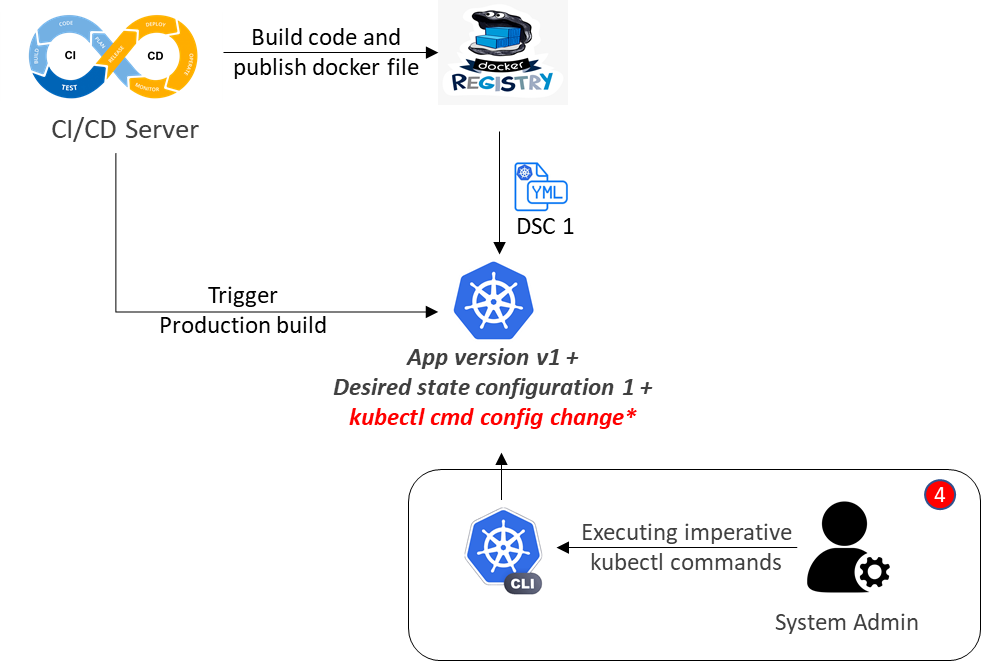 CODE
DEPLOY
BUILD
PLAN
RELEASE
OPERATE
CI
CD
TEST
MONITOR
CI/CD Server
Build code and
publish docker file
docker
REGISTRY
YML
DSC 1
Trigger
Production build
App version v1 +
Desired state configuration 1 +
kubectl cmd config change*
4
Executing imperative
kubectl commands
CLI
System Admin